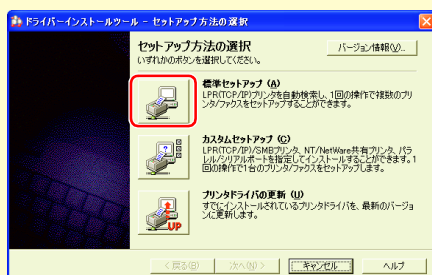 ドライバーインストールツール - セットアップ方法の選択
セットアップ方法の選択
いずれかのボタンを選択してください。
バージョン情報(V)...
標準セットアップ (A)
LPR(TCP/IP)プリンタを自動検索し、1回の操作で複数のプリ
ンタ/ファクスをセットアップすることができます。
カスタムセットアップ (C)
LPR(TCP/IP)/SMBプリンタ、NT/NetWare共有プリンタ、パラ
レル/シリアルポートを指定してインストールすることができます。1
回の操作で1台のプリンタ/ファクスをセットアップします。
プリンタドライバの更新 (U)
すでにインストールされているプリンタドライバを、最新のバージョ
ンに更新します。
UP
< 戻る(B)
次へ(N) >
キャンセル
ヘルプ